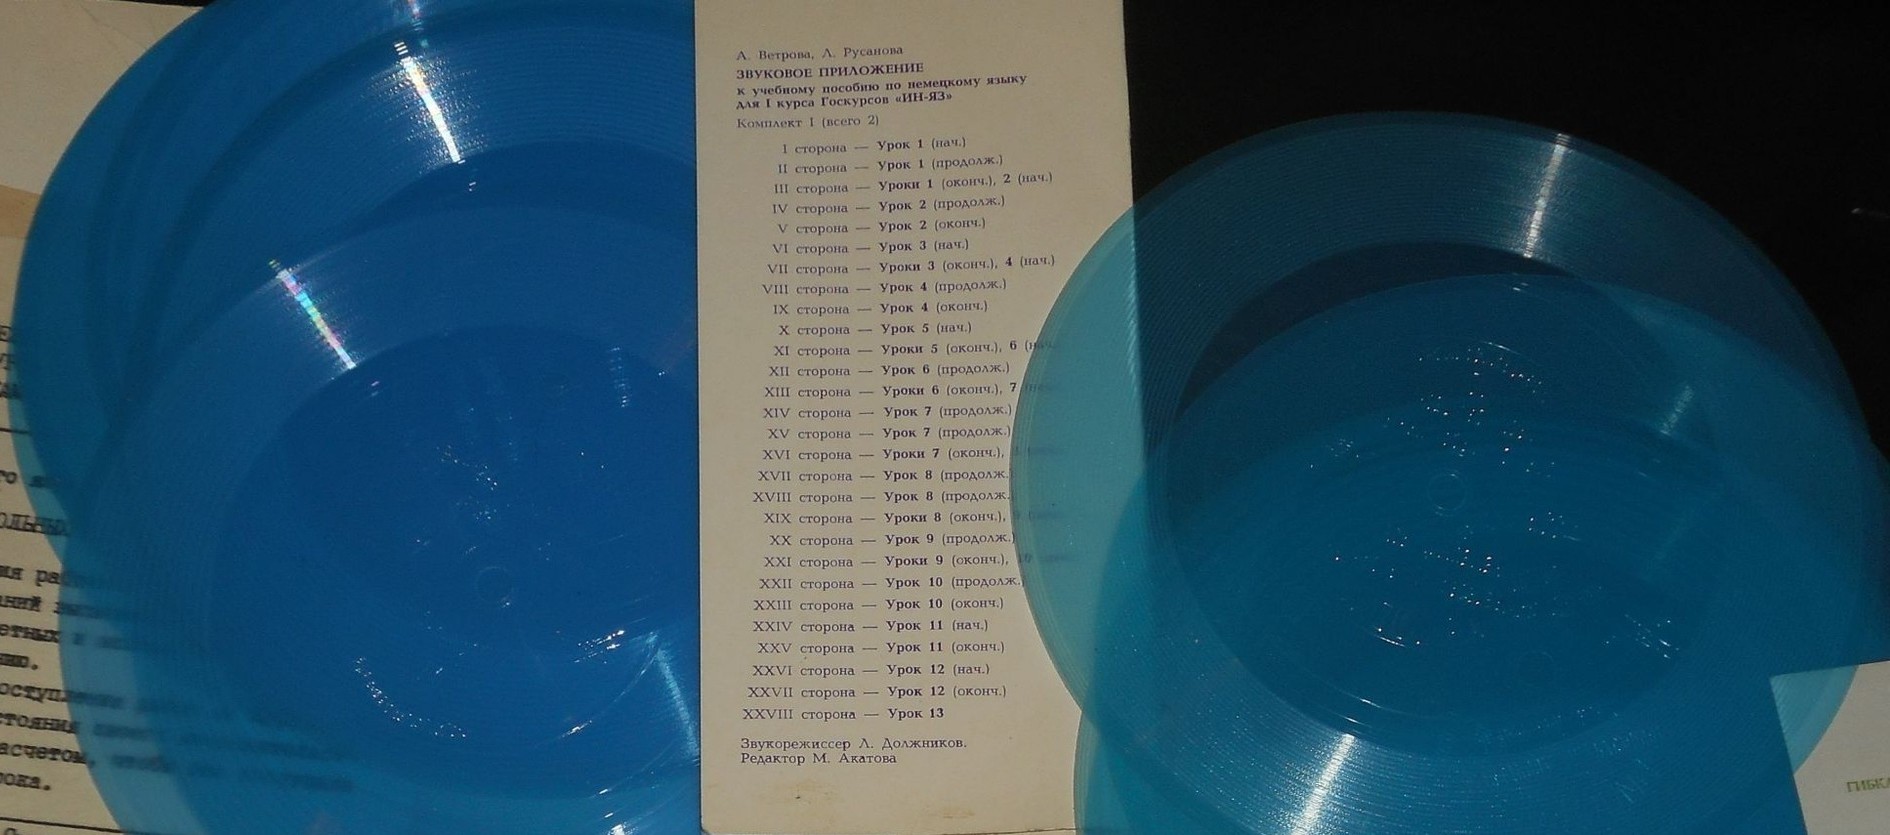 А. Ветрова, Л. Русанова
ЗВУКОВОЕ ПРИЛОЖЕНИЕ
к учебному пособию по немецкому языку
для I курса Госкурсов «ИН-ЯЗ»
Комплект I (всего 2)
I сторона — Урок 1 (нач.)
II сторона — Урок 1 (продолж.)
III сторона — Уроки 1 (оконч.), 2 (нач.)
IV сторона — Урок 2 (продолж.)
V сторона — Урок 2 (оконч.)
VI сторона — Урок 3 (нач.)
VII сторона — Уроки 3 (оконч.), 4 (нач.)
VIII сторона — Урок 4 (продолж.)
IX сторона — Урок 4 (оконч.)
X сторона — Урок 5 (нач.)
XI сторона — Уроки 5 (оконч.), 6 (нач.
XII сторона — Урок 6 (продолж.)
XIII сторона — Уроки 6 (оконч.), 7
XIV сторона — Урок 7 (продолж.)
XV сторона — Урок 7 (продолж.)
XVI сторона — Уроки 7 (оконч.),
XVII сторона — Урок 8 (продолж.
XVIII сторона — Урок 8 (продолж.
XIX сторона — Уроки 8 (оконч.),
XX сторона — Урок 9 (продолж.)
XXI сторона — Уроки 9 (оконч.), 10
XXII сторона — Урок 10 (продолж.)
XXIII сторона — Урок 10 (оконч.)
XXIV сторона — Урок 11 (нач.)
XXV сторона — Урок 11 (оконч.)
XXVI сторона — Урок 12 (нач.)
XXVII сторона — Урок 12 (оконч.)
XXVIII сторона — Урок 13
Звукорежиссер Л. Должников.
Редактор М. Акатова
ГИБК